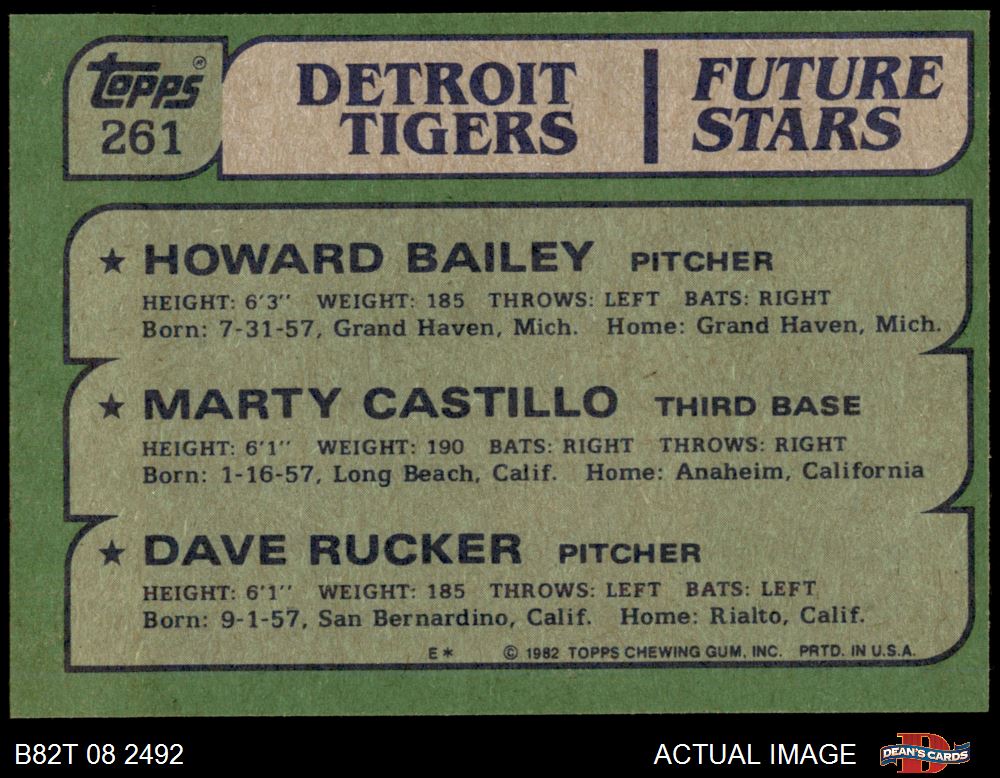 Topps®
261
DETROIT TIGERS
FUTURE STARS
★ HOWARD BAILEY PITCHER
HEIGHT: 6'3" WEIGHT: 185 THROWS: LEFT BATS: RIGHT
Born: 7-31-57, Grand Haven, Mich. Home: Grand Haven, Mich.
★ MARTY CASTILLO THIRD BASE
HEIGHT: 6'1" WEIGHT: 190 BATS: RIGHT THROWS: RIGHT
Born: 1-16-57, Long Beach, Calif. Home: Anaheim, California
★ DAVE RUCKER PITCHER
HEIGHT: 6'1" WEIGHT: 185 THROWS: LEFT BATS: LEFT
Born: 9-1-57, San Bernardino, Calif. Home: Rialto, Calif.
E* © 1982 TOPPS CHEWING GUM, INC. PRTD. IN U.S.A.
B82T 08 2492 ACTUAL IMAGE D DEAN'S CARDS